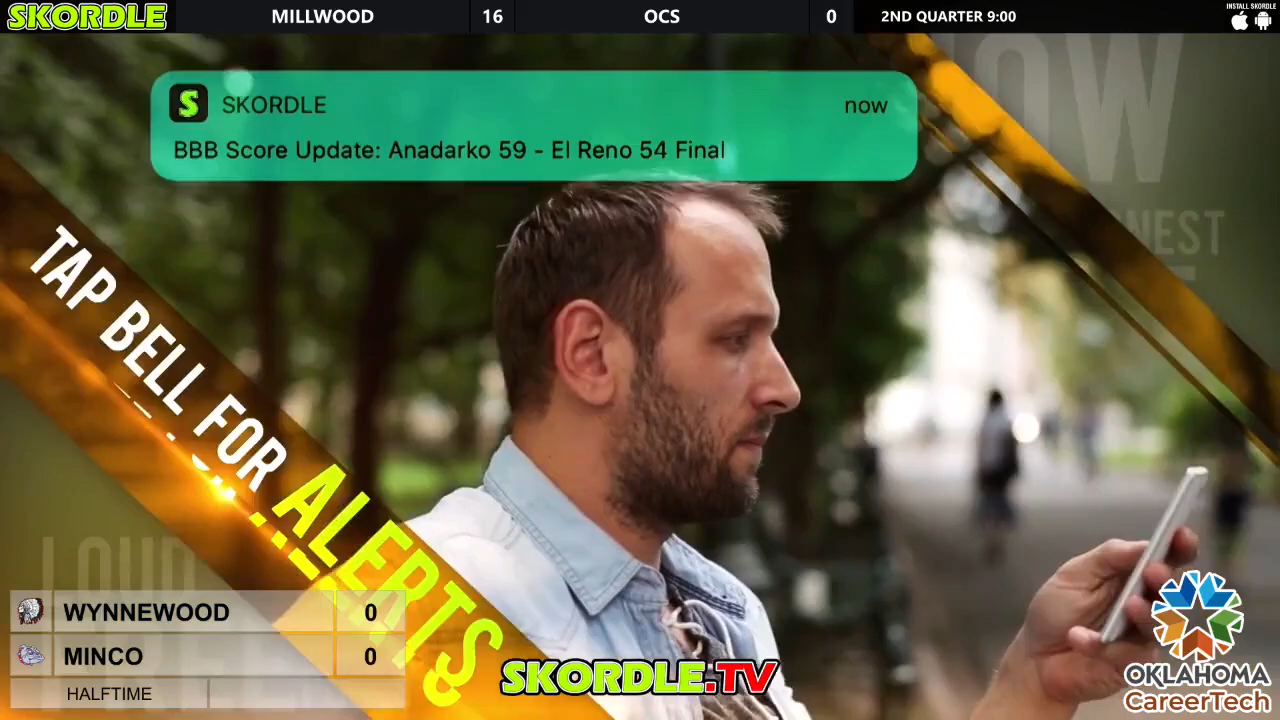 SKORDLE MILLWOOD 16 OCS 0 2ND QUARTER 9:00
INSTALL SKORDLE
SKORDLE now
BBB Score Update: Anadarko 59 - El Reno 54 Final
TAP BELL FOR ALERTS
LOUD
WYNNEWOOD 0
MINCO 0
HALFTIME
SKORDLE.TV
OKLAHOMA
CareerTech